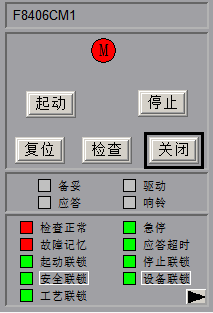 F8406CM1
M
起动 停止
复位 检查 关闭
备妥 驱动
应答 响铃
检查正常 急停
故障记忆 应答超时
起动联锁 停止联锁
安全联锁 设备联锁
工艺联锁